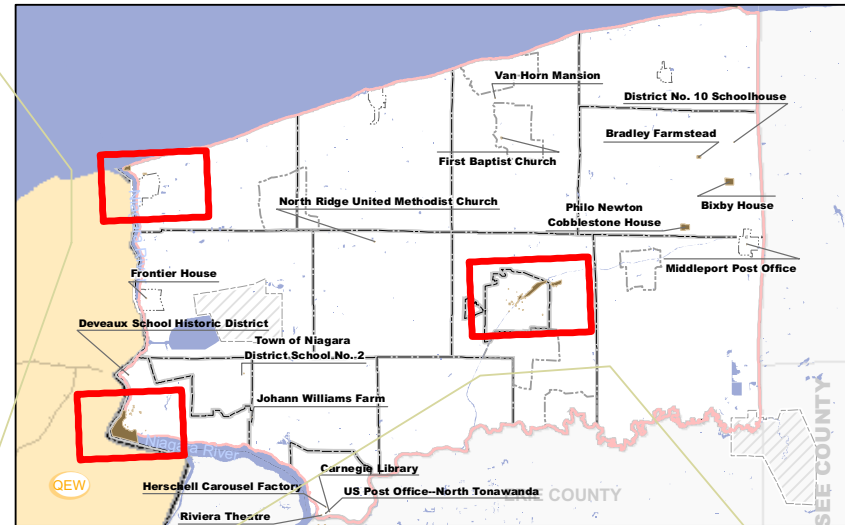 Van Horn Mansion
District No. 10 Schoolhouse
Bradley Farmstead
First Baptist Church
North Ridge United Methodist Church
Philo Newton
Cobblestone House
Bixby House
Middleport Post Office
Frontier House
Deveaux School Historic District
Town of Niagara
District School No. 2
Johann Williams Farm
Niagara River
Carnegie Library
QEW
Herschell Carousel Factory
US Post Office--North Tonawanda
COUNTY
Riviera Theatre
SEE COUNTY